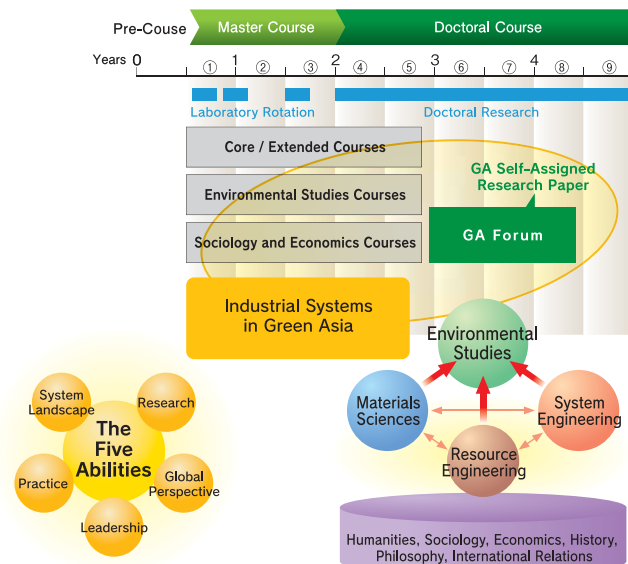 Pre-Couse
Master Course
Doctoral Course
Years 0 1 2 3 4
① ② ③ ④ ⑤ ⑥ ⑦ ⑧ ⑨
Laboratory Rotation
Doctoral Research
Core / Extended Courses
Environmental Studies Courses
Sociology and Economics Courses
GA Self-Assigned
Research Paper
GA Forum
Industrial Systems
in Green Asia
Environmental
Studies
Materials
Sciences
System
Engineering
Resource
Engineering
Humanities, Sociology, Economics, History,
Philosophy, International Relations
The
Five
Abilities
System
Landscape
Research
Practice
Global
Perspective
Leadership